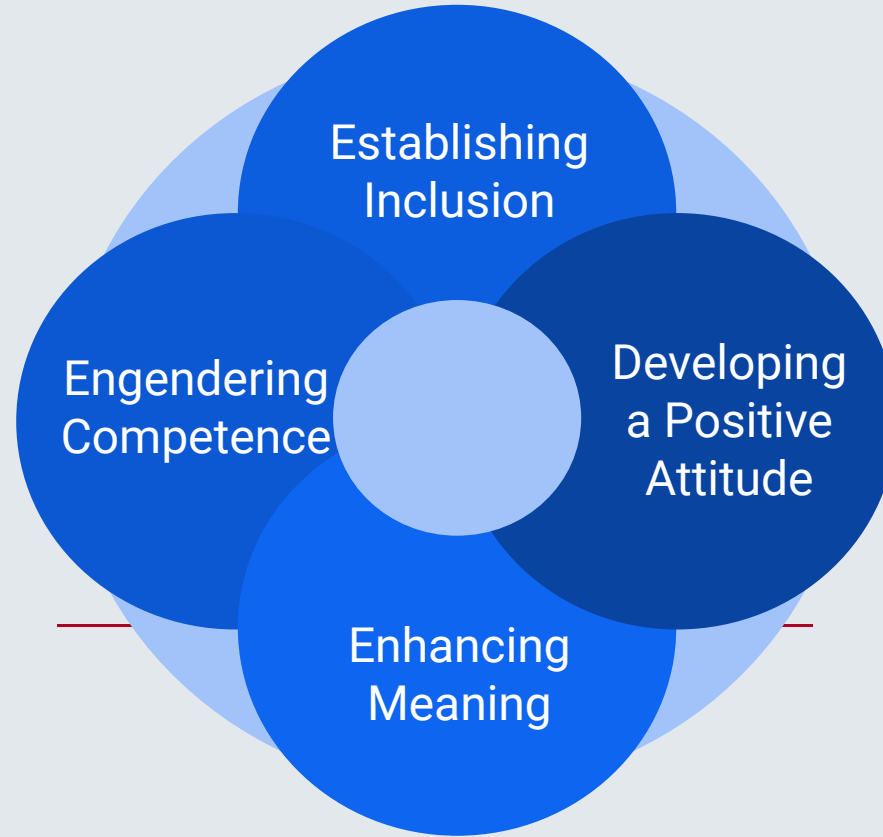 Establishing
Inclusion
Engendering
Competence
Developing
a Positive
Attitude
Enhancing
Meaning